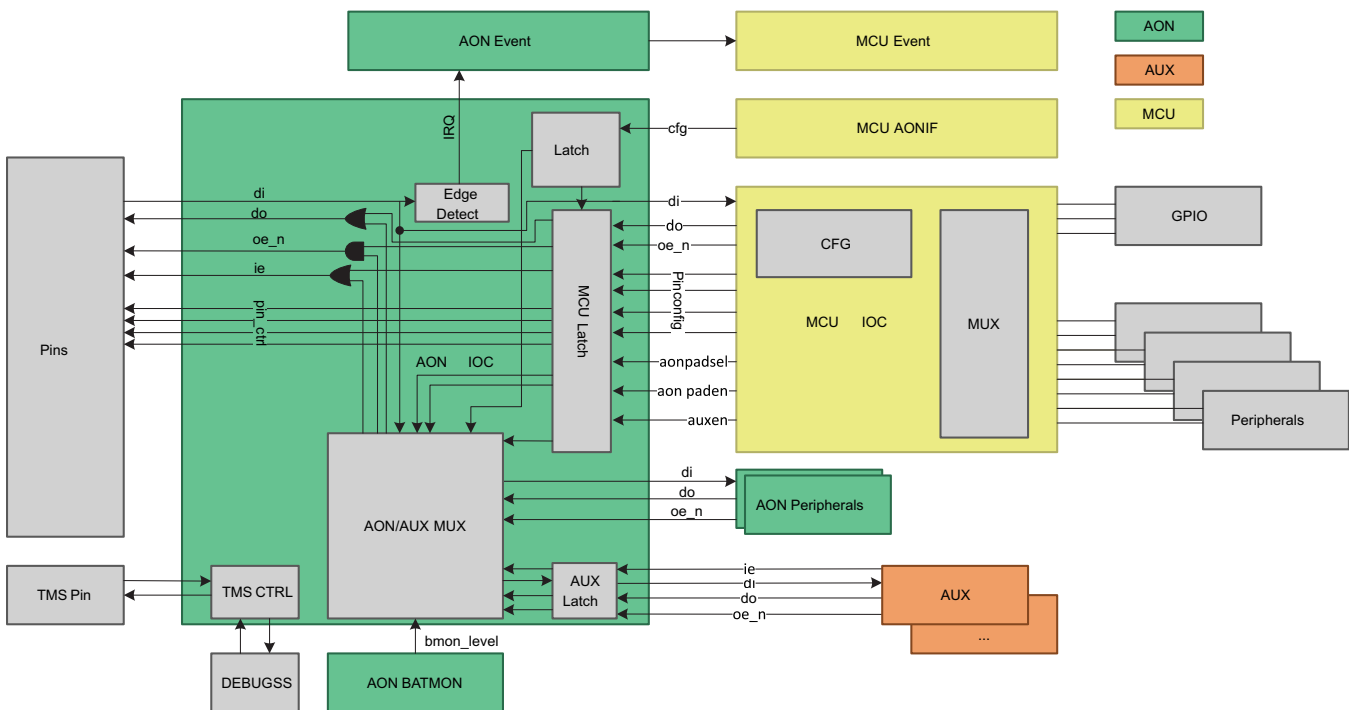 AON Event
MCU Event
AON
AUX
MCU
IRQ
Latch
cfg
MCU AONIF
Pins
di
do
oe_n
ie
pin_ctrl
Edge
Detect
MCU Latch
AON IOC
di
do
oe_n
Pinconfig
aonpadsel
aon paden
auxen
CFG
MCU IOC
MUX
GPIO
Peripherals
AON/AUX MUX
di
do
oe_n
AON Peripherals
TMS Pin
TMS CTRL
AUX
Latch
ie
di
do
oe_n
AUX
...
bmon_level
DEBUGSS
AON BATMON